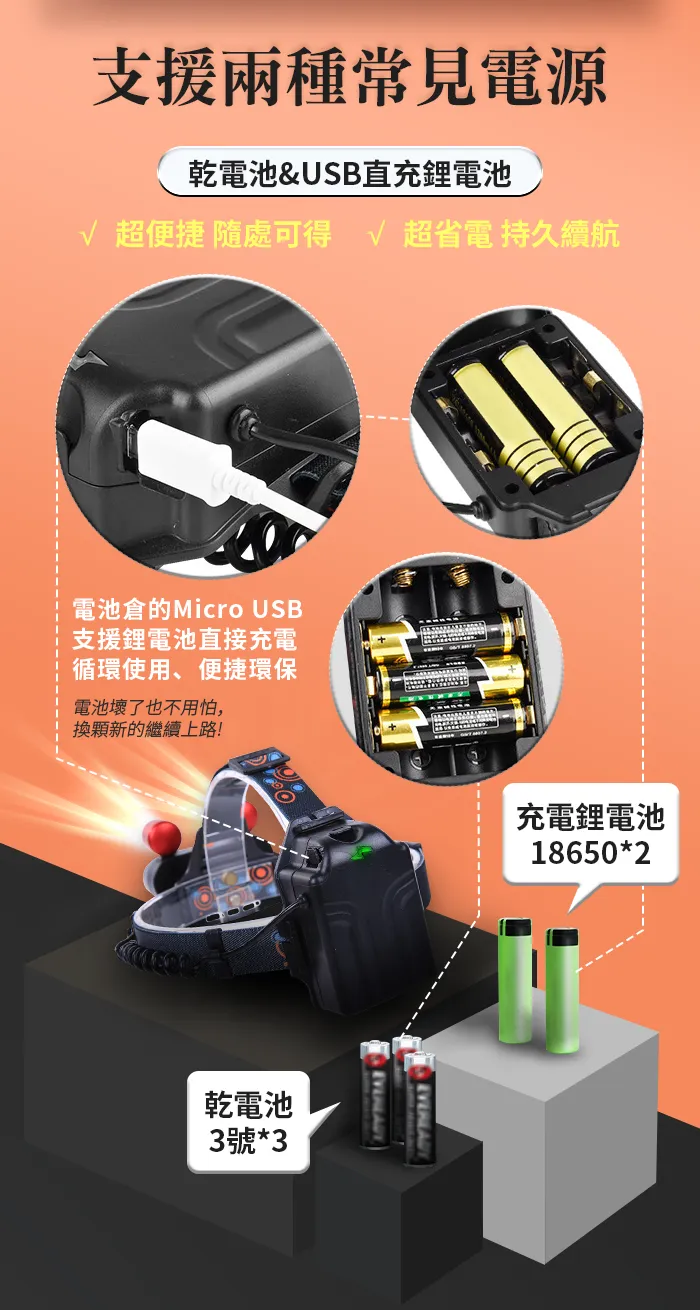 支援兩種常見電源
乾電池&USB直充鋰電池
√ 超便捷 隨處可得 √ 超省電 持久續航
電池倉的Micro USB
支援鋰電池直接充電
循環使用、便捷環保
電池壞了也不用怕,
換顆新的繼續上路!
充電鋰電池
18650*2
乾電池
3號*3